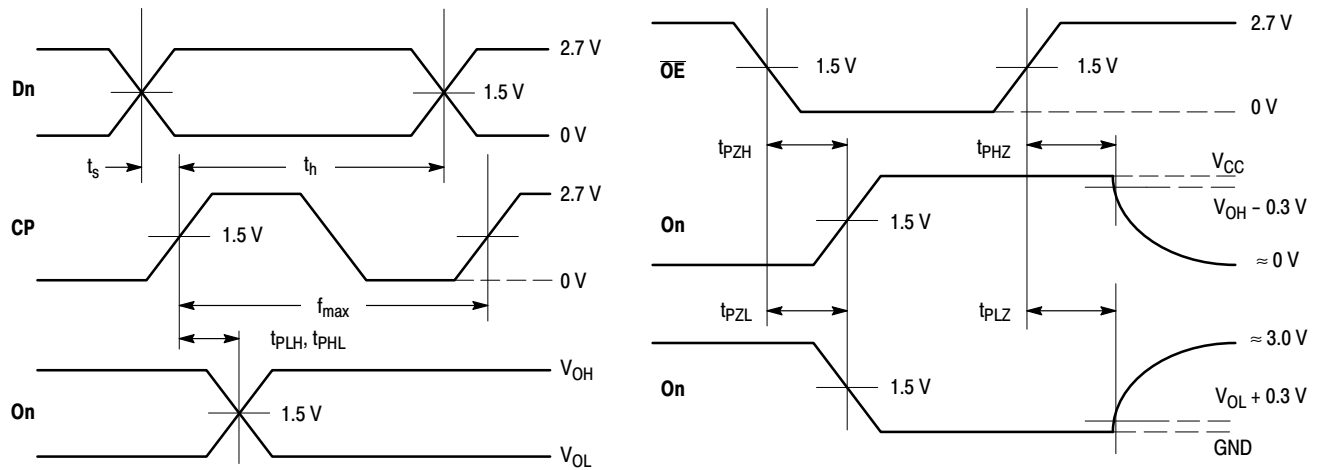 2.7 V
Dn
1.5 V
0 V
ts
th
2.7 V
CP
1.5 V
0 V
fmax
tPLH, tPHL
VOH
On
1.5 V
VOL
2.7 V
OE
1.5 V
1.5 V
0 V
tPZH
tPHZ
VCC
On
1.5 V
VOH – 0.3 V
≈ 0 V
tPZL
tPLZ
≈ 3.0 V
On
1.5 V
VOL + 0.3 V
GND